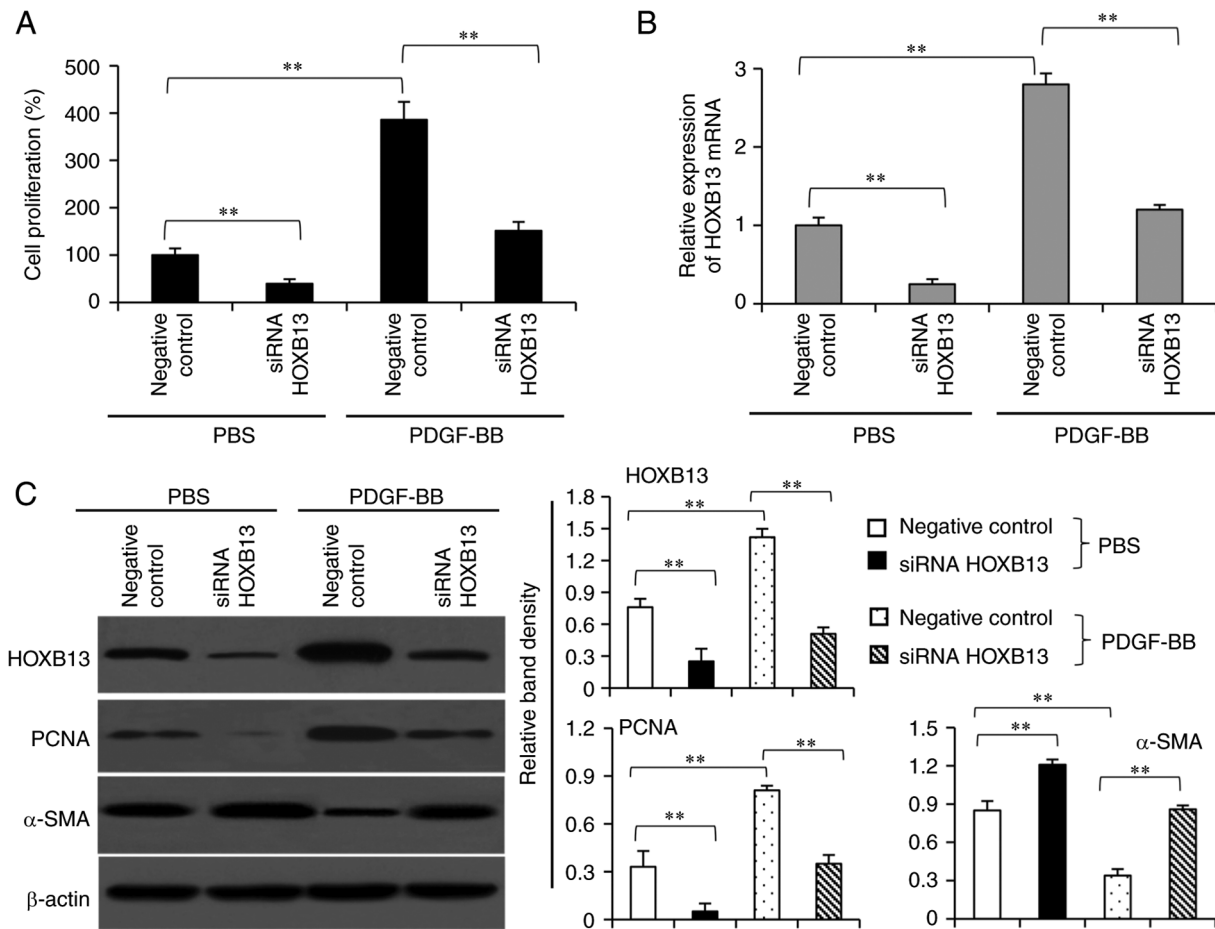 A
Cell proliferation (%)
500
400
300
200
100
0
**
**
**
Negative
control
siRNA
HOXB13
Negative
control
siRNA
HOXB13
PBS
PDGF-BB
B
Relative expression
of HOXB13 mRNA
3
2
1
0
**
**
**
Negative
control
siRNA
HOXB13
Negative
control
siRNA
HOXB13
PBS
PDGF-BB
C
PBS
PDGF-BB
Negative
control
siRNA
HOXB13
Negative
control
siRNA
HOXB13
HOXB13
PCNA
α-SMA
β-actin
Relative band density
HOXB13
1.8
1.5
1.2
0.9
0.6
0.3
0
**
**
**
Negative control
siRNA HOXB13
PBS
Negative control
siRNA HOXB13
PDGF-BB
PCNA
1.2
0.9
0.6
0.3
0
**
**
**
α-SMA
1.5
1.2
0.9
0.6
0.3
0
**
**
**